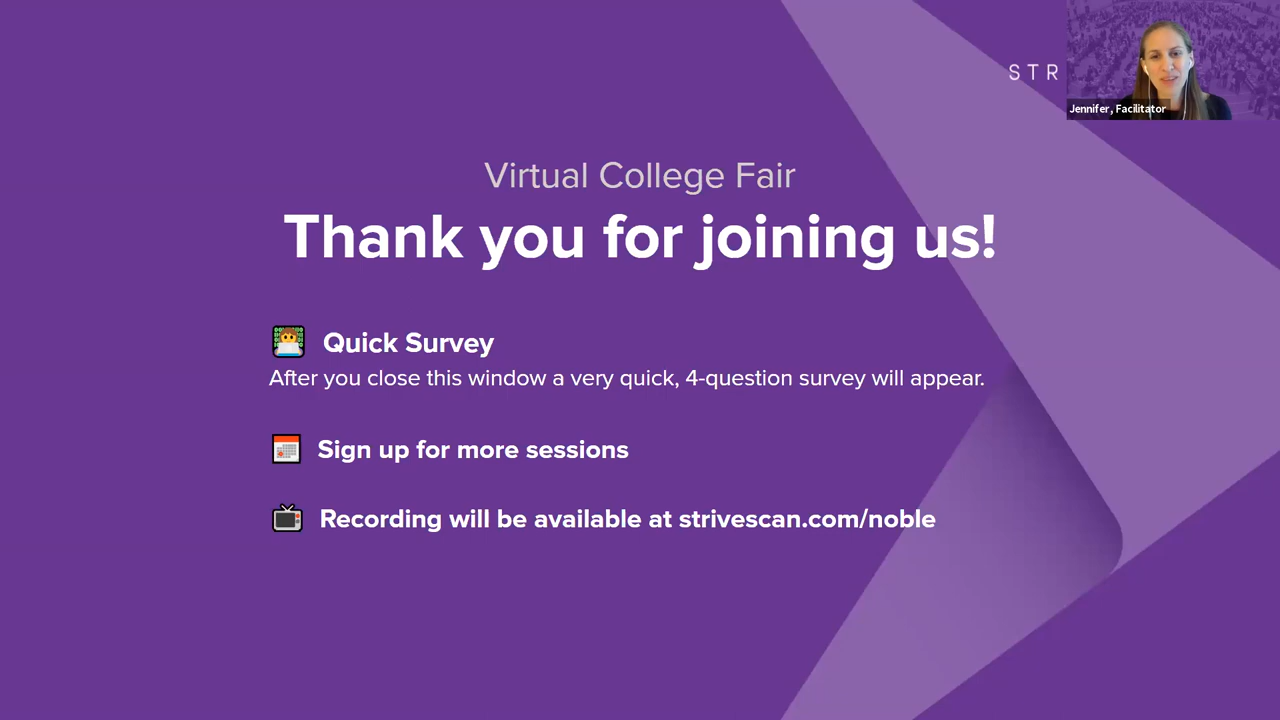 STR
Jennifer, Facilitator
Virtual College Fair
Thank you for joining us!
Quick Survey
After you close this window a very quick, 4-question survey will appear.
Sign up for more sessions
Recording will be available at strivescan.com/noble